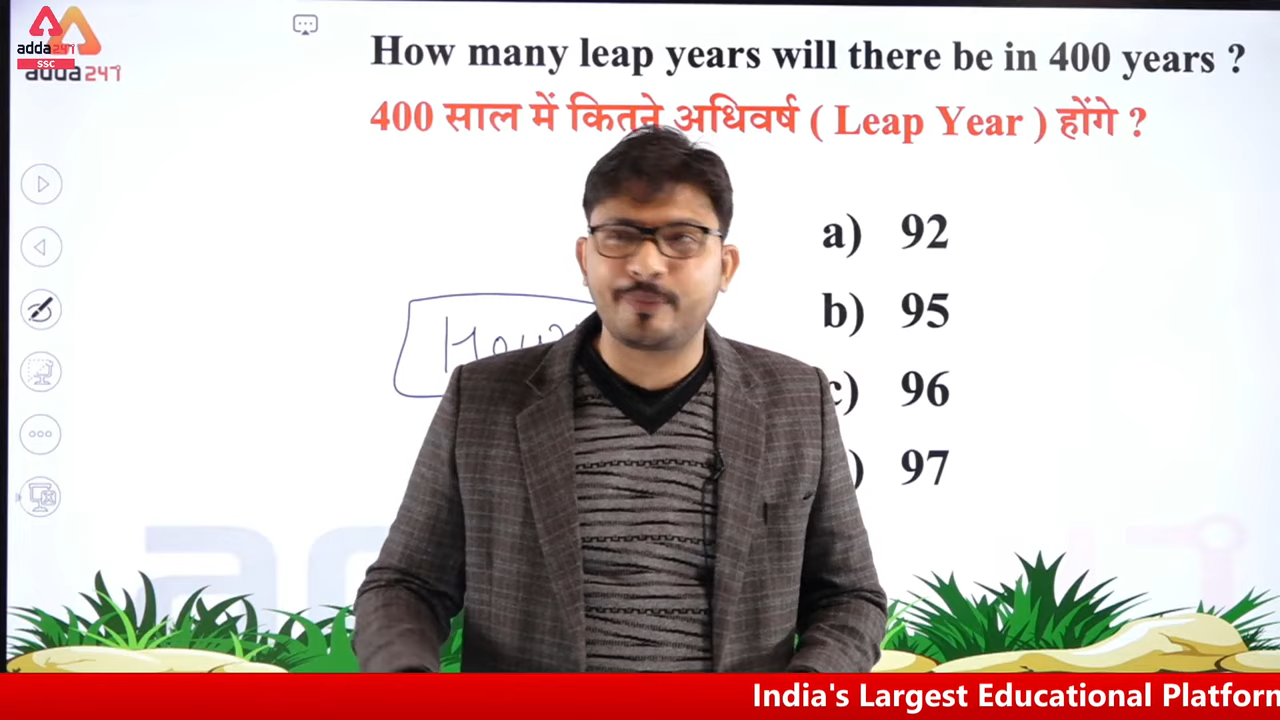 adda247
SSC
adda247
How many leap years will there be in 400 years ?
400 साल में कितने अधिवर्ष ( Leap Year ) होंगे ?
a) 92
b) 95
c) 96
) 97
India's Largest Educational Platform